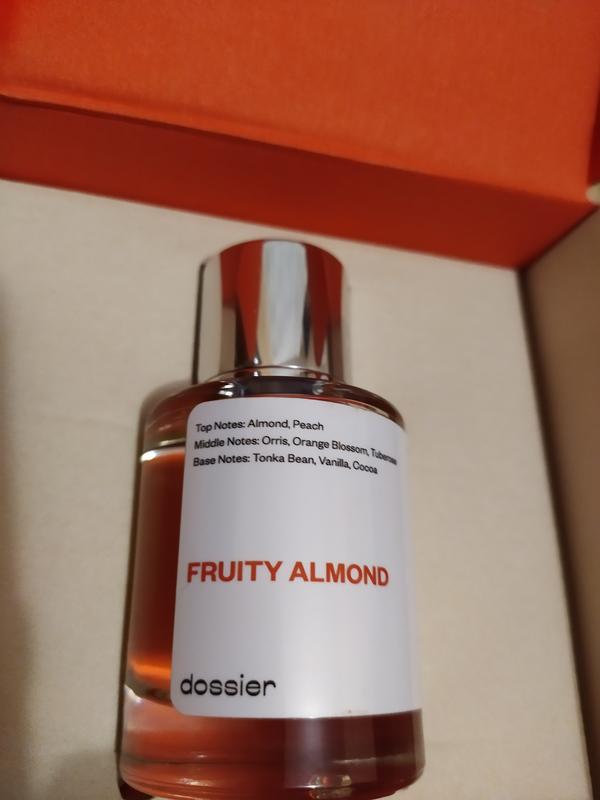 Top Notes: Almond, Peach
Middle Notes: Orris, Orange Blossom, Tuberose
Base Notes: Tonka Bean, Vanilla, Cocoa
FRUITY ALMOND
dossier